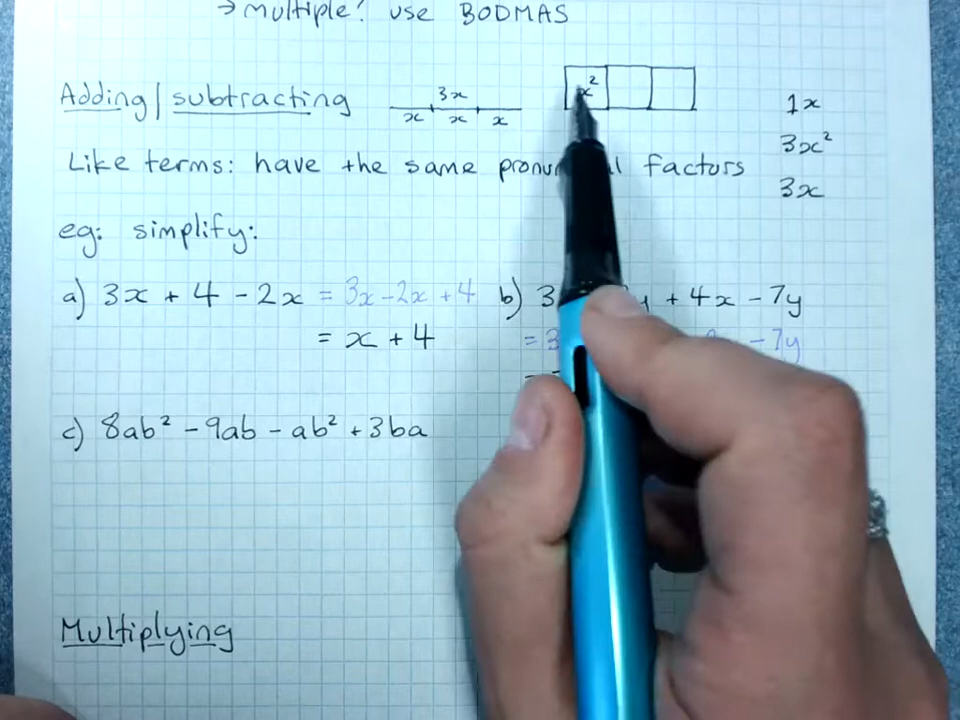 → multiple? use BODMAS
Adding/subtracting
3x
x x x
x²
1x
3x²
3x
Like terms: have the same factors
eg: simplify:
a) 3x + 4 - 2x = 3x - 2x + 4
= x + 4
b) 3 + 4x - 7y
= 3 - 7y
c) 8ab² - 9ab - ab² + 3ba
Multiplying